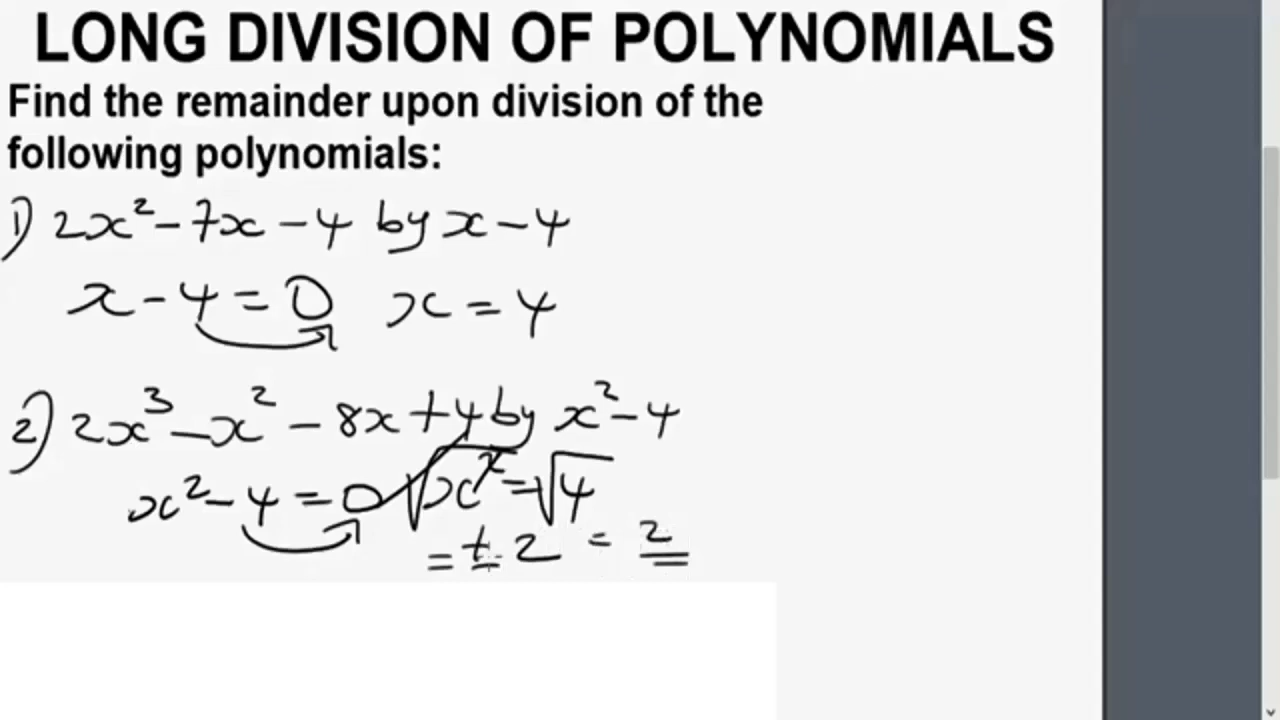 LONG DIVISION OF POLYNOMIALS
Find the remainder upon division of the
following polynomials:
1) 2x² - 7x - 4 by x - 4
x - 4 = 0 x = 4
2) 2x³ - x² - 8x + 4 by x² - 4
x² - 4 = 0 √x² = √4
= ± 2 = 2